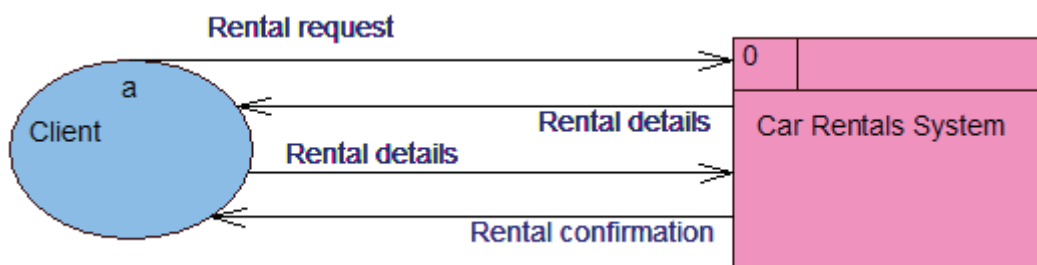 Rental request
0
a
Rental details
Client
Car Rentals System
Rental details
Rental confirmation